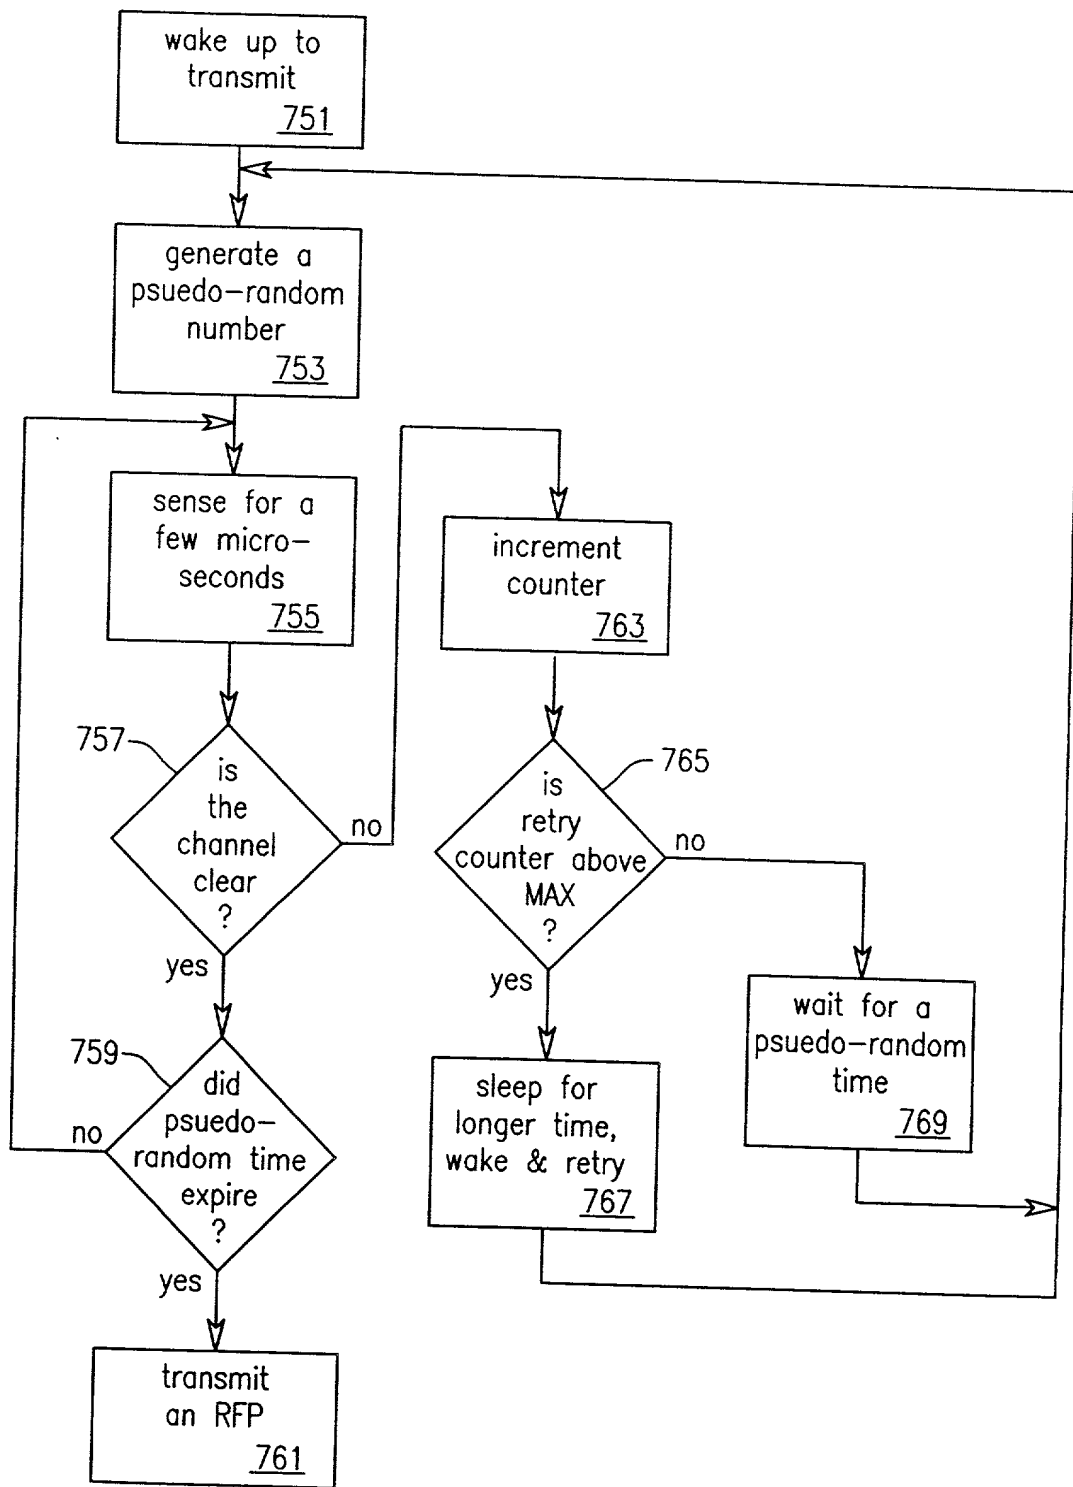 wake up to
transmit
751
generate a
psuedo-random
number
753
sense for a
few micro-
seconds
755
757
is
the
channel
clear
?
no
yes
759
did
psuedo-
random time
expire
?
no
yes
transmit
an RFP
761
increment
counter
763
765
is
retry
counter above
MAX
?
no
yes
sleep for
longer time,
wake & retry
767
wait for a
psuedo-random
time
769